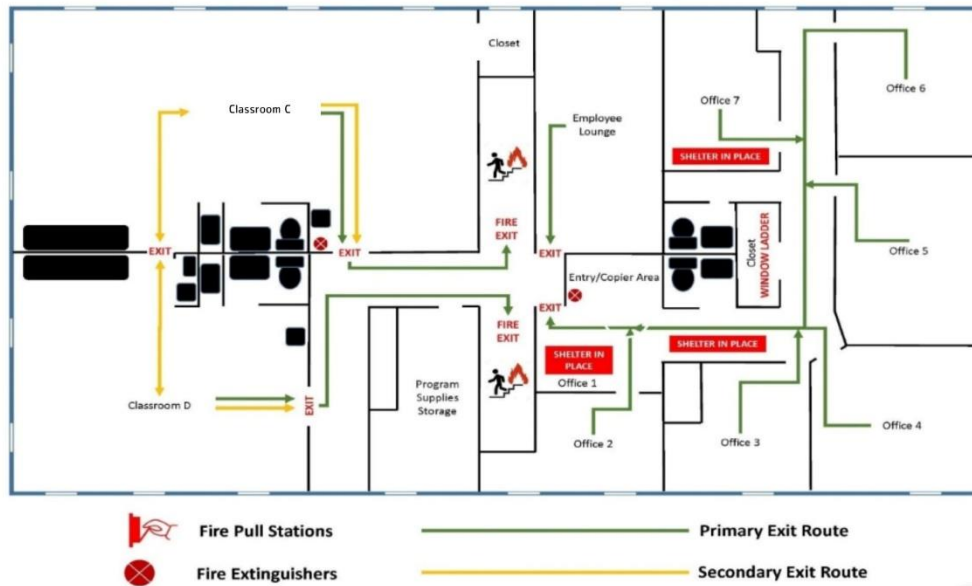 Closet
Classroom C
Employee
Lounge
Office 7
Office 6
SHELTER IN PLACE
FIRE
EXIT
EXIT
EXIT
EXIT
Entry/Copier Area
Closet
WINDOW LADDER
Office 5
EXIT
FIRE
EXIT
SHELTER IN
PLACE
SHELTER IN PLACE
Office 1
Classroom D
EXIT
Program
Supplies
Storage
Office 2
Office 3
Office 4
Fire Pull Stations
Primary Exit Route
Fire Extinguishers
Secondary Exit Route